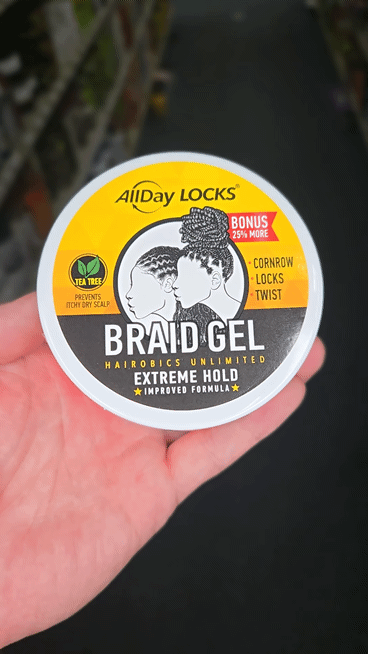 AllDay LOCKS®
BONUS
25% MORE
TEA TREE
PREVENTS
ITCHY DRY SCALP
• CORNROW
• LOCKS
• TWIST
BRAID GEL
HAIROBICS UNLIMITED
EXTREME HOLD
★IMPROVED FORMULA★